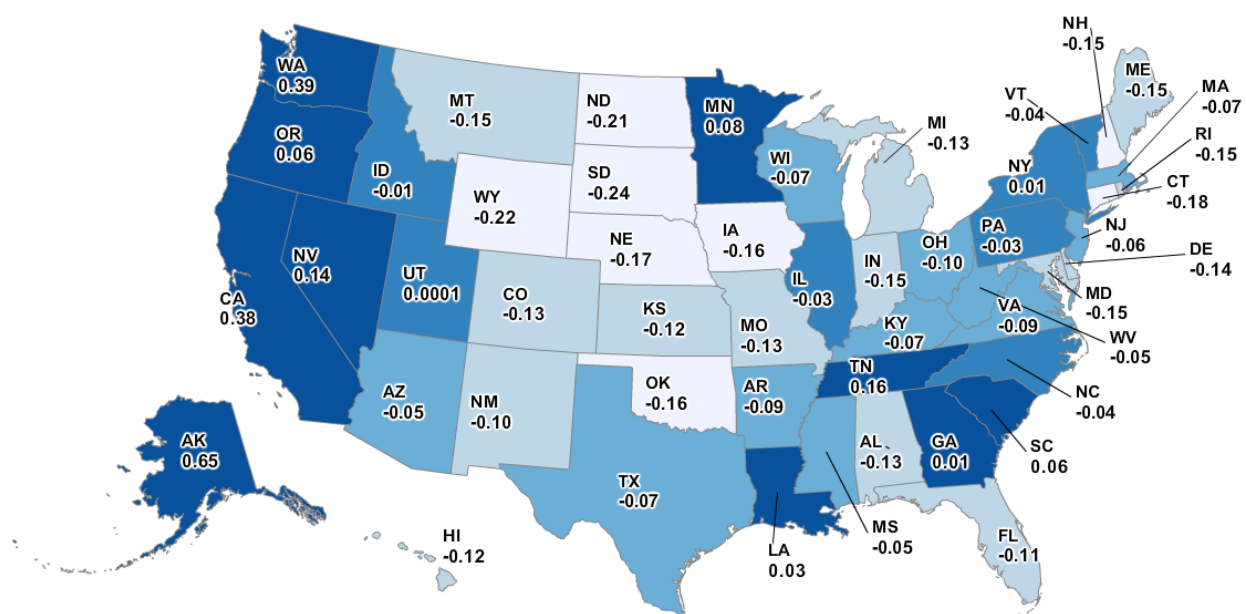 NH
-0.15
ME
-0.15
WA
0.39
MT
-0.15
ND
-0.21
MN
0.08
VT
-0.04
MA
-0.07
OR
0.06
MI
-0.13
RI
-0.15
ID
-0.01
SD
-0.24
WI
-0.07
NY
0.01
CT
-0.18
WY
-0.22
NJ
-0.06
NE
-0.17
IA
-0.16
PA
-0.03
OH
-0.10
DE
-0.14
NV
0.14
UT
0.0001
CO
-0.13
IL
-0.03
IN
-0.15
MD
-0.15
CA
0.38
KS
-0.12
MO
-0.13
KY
-0.07
VA
-0.09
WV
-0.05
TN
0.16
NC
-0.04
AZ
-0.05
NM
-0.10
OK
-0.16
AR
-0.09
AK
0.65
AL
-0.13
GA
0.01
SC
0.06
TX
-0.07
MS
-0.05
HI
-0.12
LA
0.03
FL
-0.11